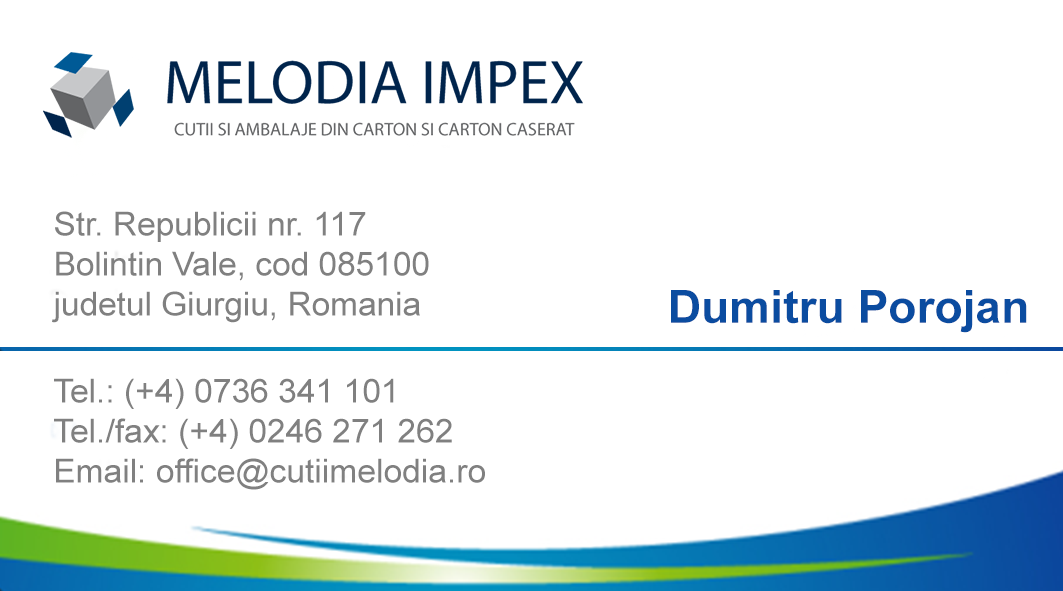 MELODIA IMPEX
CUTII SI AMBALAJE DIN CARTON SI CARTON CASERAT
Str. Republicii nr. 117
Bolintin Vale, cod 085100
judetul Giurgiu, Romania
Dumitru Porojan
Tel.: (+4) 0736 341 101
Tel./fax: (+4) 0246 271 262
Email: office@cutiimelodia.ro